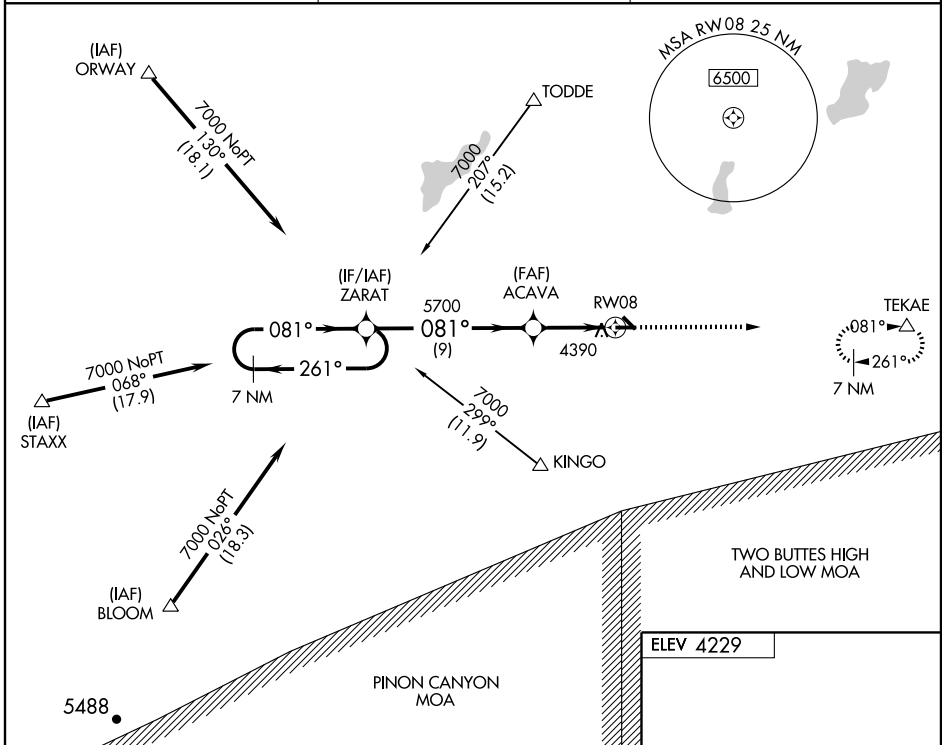 (IAF)
ORWAY
7000 NoPT
130°
(18.1)
TODDE
7000
207°
(15.2)
MSA RW08 25 NM
6500
(IF/IAF)
ZARAT
5700
081°
(9)
(FAF)
ACAVA
RW08
4390
081°
261°
7 NM
TEKAE
081°
261°
7 NM
7000 NoPT
068°
(17.9)
(IAF)
STAXX
7000
299°
(11.9)
KINGO
7000 NoPT
026°
(18.3)
(IAF)
BLOOM
TWO BUTTES HIGH
AND LOW MOA
PINON CANYON
MOA
ELEV 4229
5488